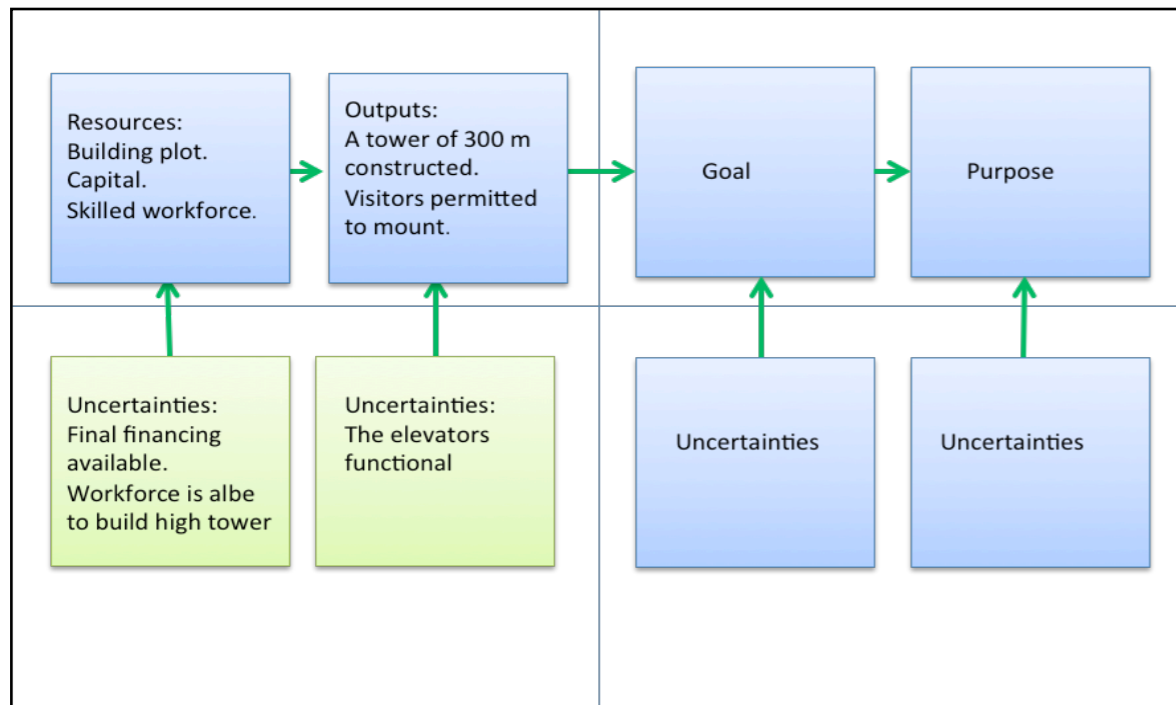 Resources:
Building plot.
Capital.
Skilled workforce.
Outputs:
A tower of 300 m
constructed.
Visitors permitted
to mount.
Goal
Purpose
Uncertainties:
Final financing
available.
Workforce is albe
to build high tower
Uncertainties:
The elevators
functional
Uncertainties
Uncertainties